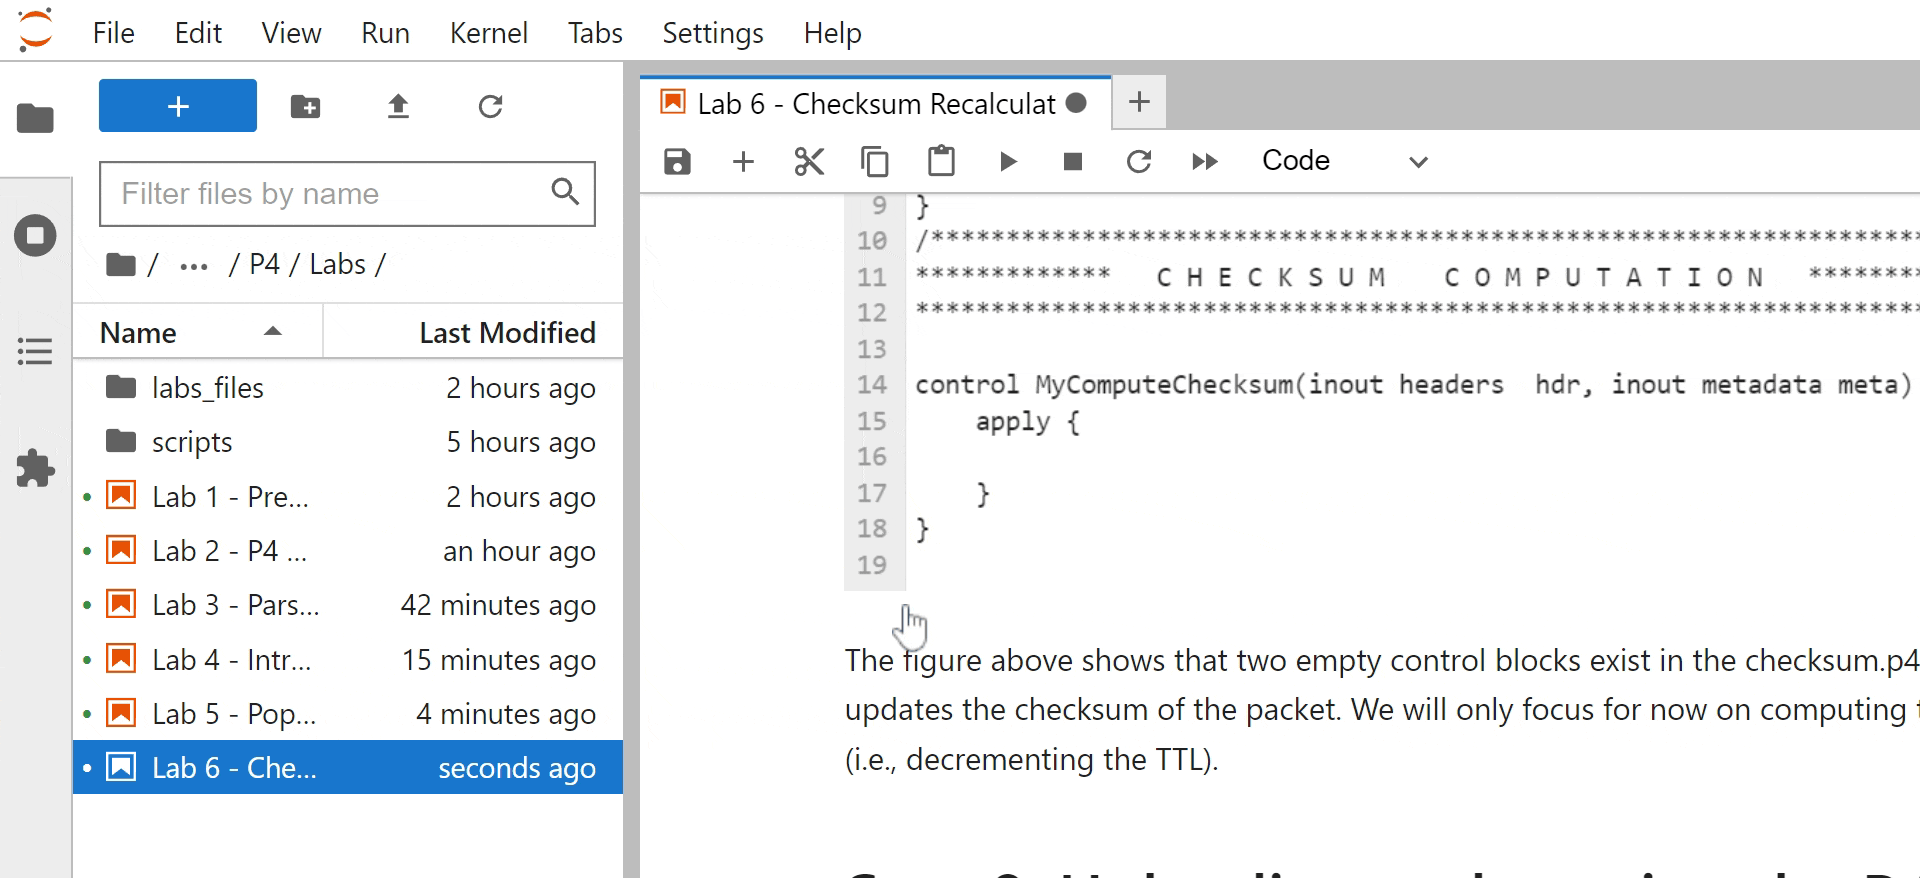 File Edit View Run Kernel Tabs Settings Help
Lab 6 - Checksum Recalculat
Filter files by name
/ ... / P4 / Labs /
Name Last Modified
labs_files 2 hours ago
scripts 5 hours ago
Lab 1 - Pre... 2 hours ago
Lab 2 - P4 ... an hour ago
Lab 3 - Pars... 42 minutes ago
Lab 4 - Intr... 15 minutes ago
Lab 5 - Pop... 4 minutes ago
Lab 6 - Che... seconds ago
Code
9 }
10 /******************************************************************
11 ************* C H E C K S U M C O M P U T A T I O N *******
12 *******************************************************************
13
14 control MyComputeChecksum(inout headers hdr, inout metadata meta)
15 apply {
16
17 }
18 }
19
The figure above shows that two empty control blocks exist in the checksum.p4
updates the checksum of the packet. We will only focus for now on computing
(i.e., decrementing the TTL).